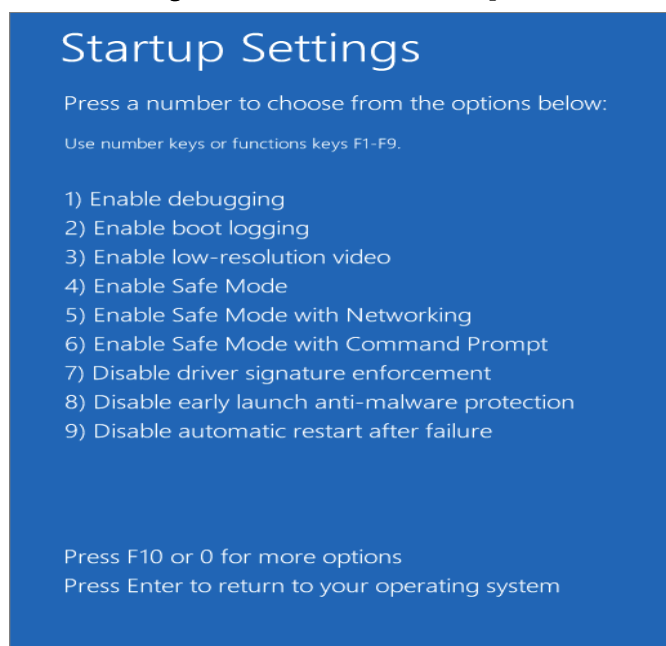 Startup Settings
Press a number to choose from the options below:
Use number keys or functions keys F1-F9.
1) Enable debugging
2) Enable boot logging
3) Enable low-resolution video
4) Enable Safe Mode
5) Enable Safe Mode with Networking
6) Enable Safe Mode with Command Prompt
7) Disable driver signature enforcement
8) Disable early launch anti-malware protection
9) Disable automatic restart after failure
Press F10 or 0 for more options
Press Enter to return to your operating system